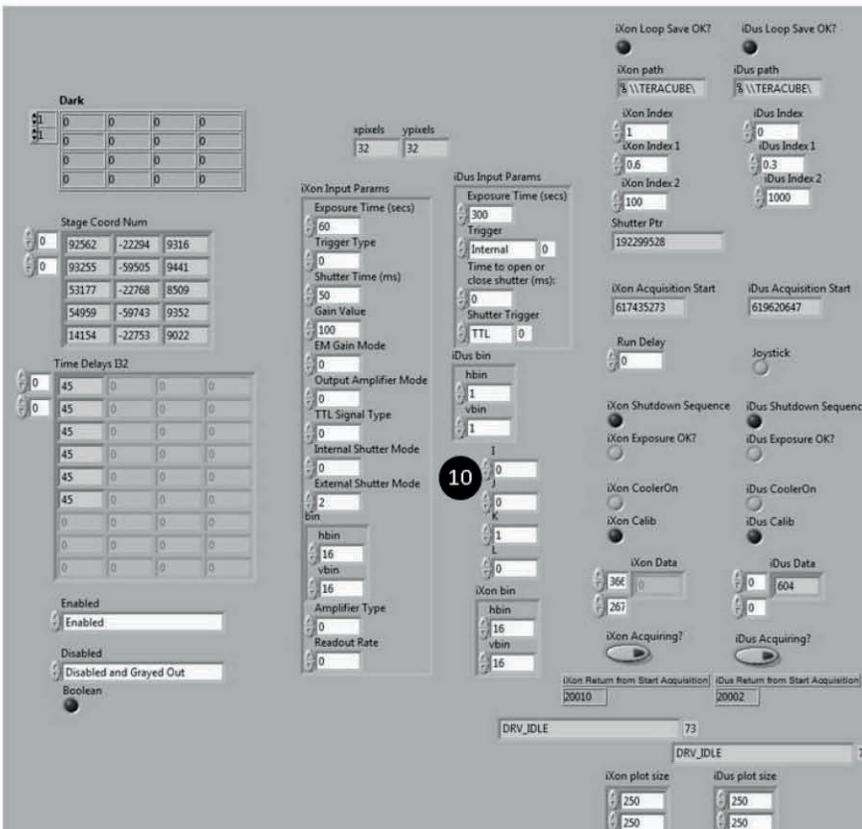 iXon Loop Save OK? iDus Loop Save OK?
iXon path iDus path
% \\TERACUBE\ % \\TERACUBE\
Dark
1 0 0 0 0
1 0 0 0 0
0 0 0 0
0 0 0 0
xpixels ypixels
32 32
iXon Index iDus Index
1 0
iXon Index 1 iDus Index 1
0.6 0.3
iXon Index 2 iDus Index 2
100 1000
Shutter Ptr
192299528
Stage Coord Num
0 92562 -22294 9316
0 93255 -59505 9441
53177 -22768 8509
54959 -59743 9352
14154 -22753 9022
Time Delays I32
0 45 0 0 0
0 45 0 0 0
45 0 0 0
45 0 0 0
45 0 0 0
45 0 0 0
0 0 0 0
0 0 0 0
0 0 0 0
Enabled
Enabled
Disabled
Disabled and Grayed Out
Boolean
iXon Input Params
Exposure Time (secs)
60
Trigger Type
0
Shutter Time (ms)
50
Gain Value
100
EM Gain Mode
0
Output Amplifier Mode
0
TTL Signal Type
0
Internal Shutter Mode
0
External Shutter Mode
2
bin
hbin
16
vbin
16
Amplifier Type
0
Readout Rate
0
iDus Input Params
Exposure Time (secs)
300
Trigger
Internal 0
Time to open or
close shutter (ms):
0
Shutter Trigger
TTL 0
iDus bin
hbin
1
vbin
1
10
I
0
J
0
K
1
L
0
iXon bin
hbin
16
vbin
16
iXon Acquisition Start iDus Acquisition Start
617435273 619620647
Run Delay Joystick
0
iXon Shutdown Sequence iDus Shutdown Sequenc
iXon Exposure OK? iDus Exposure OK?
iXon CoolerOn iDus CoolerOn
iXon Calib iDus Calib
iXon Data iDus Data
366 0 0 604
267 0
iXon Acquiring? iDus Acquiring?
iXon Return from Start Acquisition iDus Return from Start Acquisition
20010 20002
DRV_IDLE 73
DRV_IDLE
iXon plot size iDus plot size
250 250
250 250